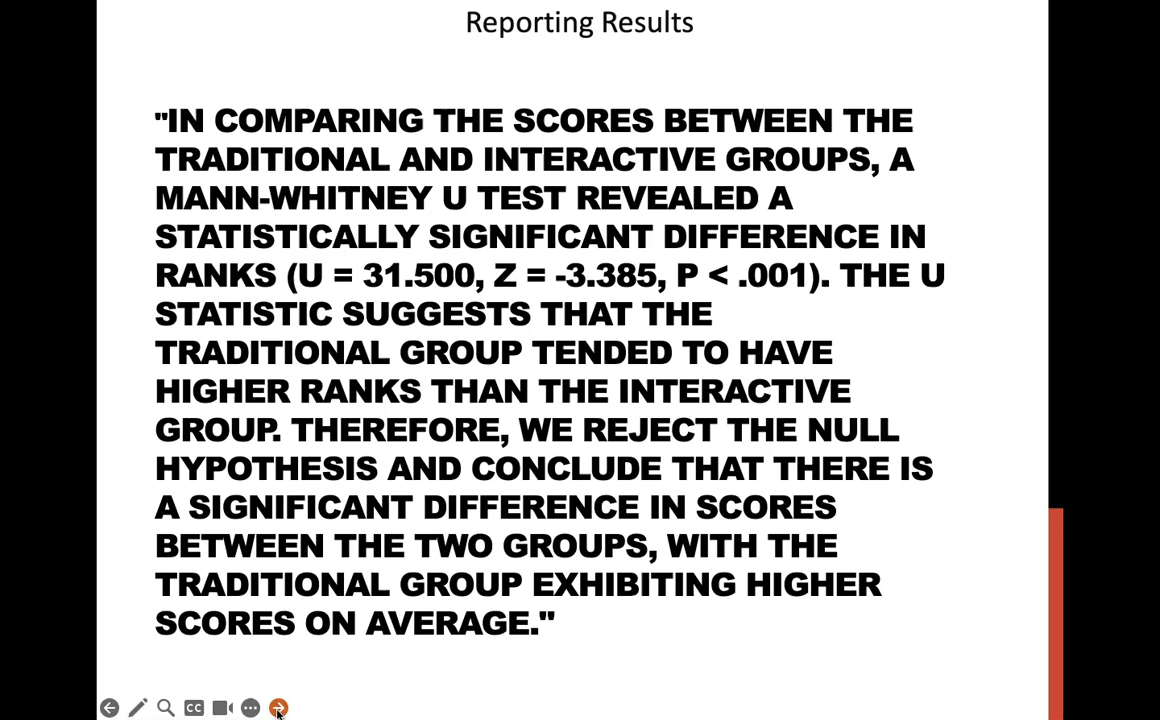 Reporting Results
"IN COMPARING THE SCORES BETWEEN THE
TRADITIONAL AND INTERACTIVE GROUPS, A
MANN-WHITNEY U TEST REVEALED A
STATISTICALLY SIGNIFICANT DIFFERENCE IN
RANKS (U = 31.500, Z = -3.385, P < .001). THE U
STATISTIC SUGGESTS THAT THE
TRADITIONAL GROUP TENDED TO HAVE
HIGHER RANKS THAN THE INTERACTIVE
GROUP. THEREFORE, WE REJECT THE NULL
HYPOTHESIS AND CONCLUDE THAT THERE IS
A SIGNIFICANT DIFFERENCE IN SCORES
BETWEEN THE TWO GROUPS, WITH THE
TRADITIONAL GROUP EXHIBITING HIGHER
SCORES ON AVERAGE."
CC